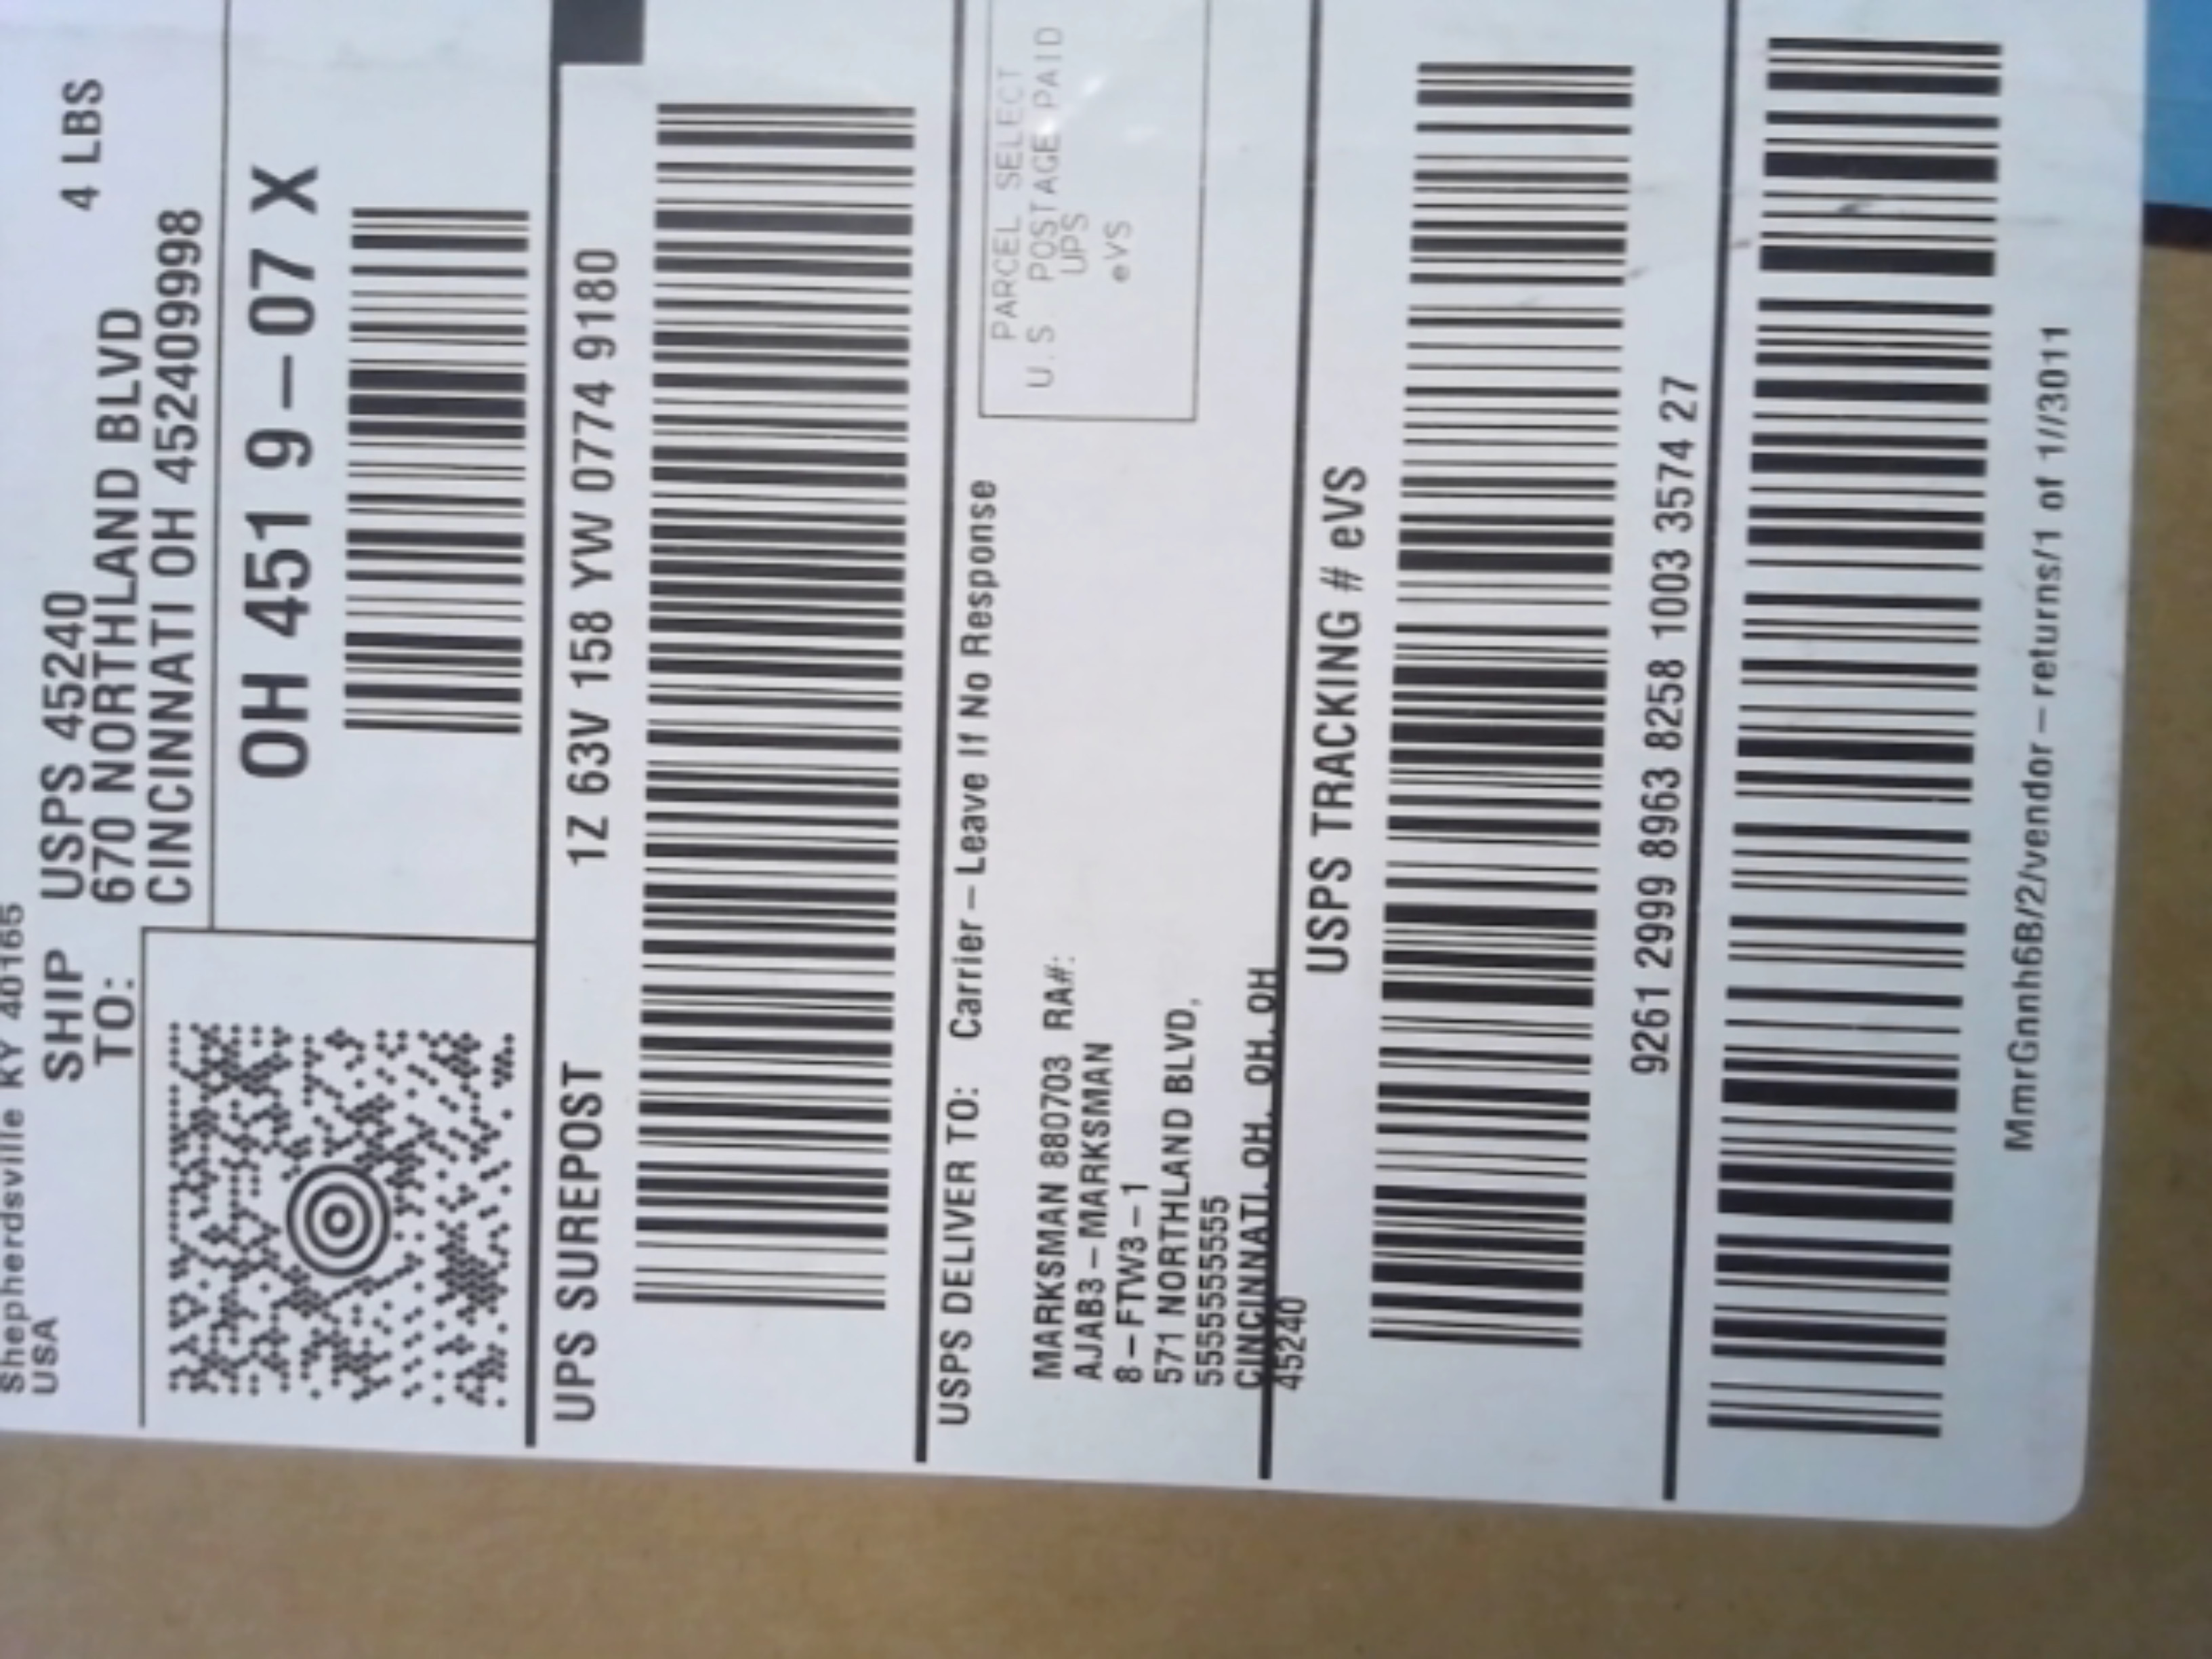 Shepherdsville KY 40165
USA
4 LBS
SHIP TO:
USPS 45240
670 NORTHLAND BLVD
CINCINNATI OH 452409998
OH 451 9-07 X
UPS SUREPOST
1Z 63V 158 YW 0774 9180
USPS DELIVER TO:
Carrier - Leave If No Response
PARCEL SELECT
U.S. POSTAGE PAID
UPS
eVS
MARKSMAN 880703 RA#:
AJAB3-MARKSMAN
8-FTW3-1
571 NORTHLAND BLVD,
5555555555
CINCINNATI, OH, OH, OH
45240
USPS TRACKING # eVS
9261 2999 8963 8258 1003 3574 27
MmrGnnh6B/2/vendor-returns/1 of 1//3011